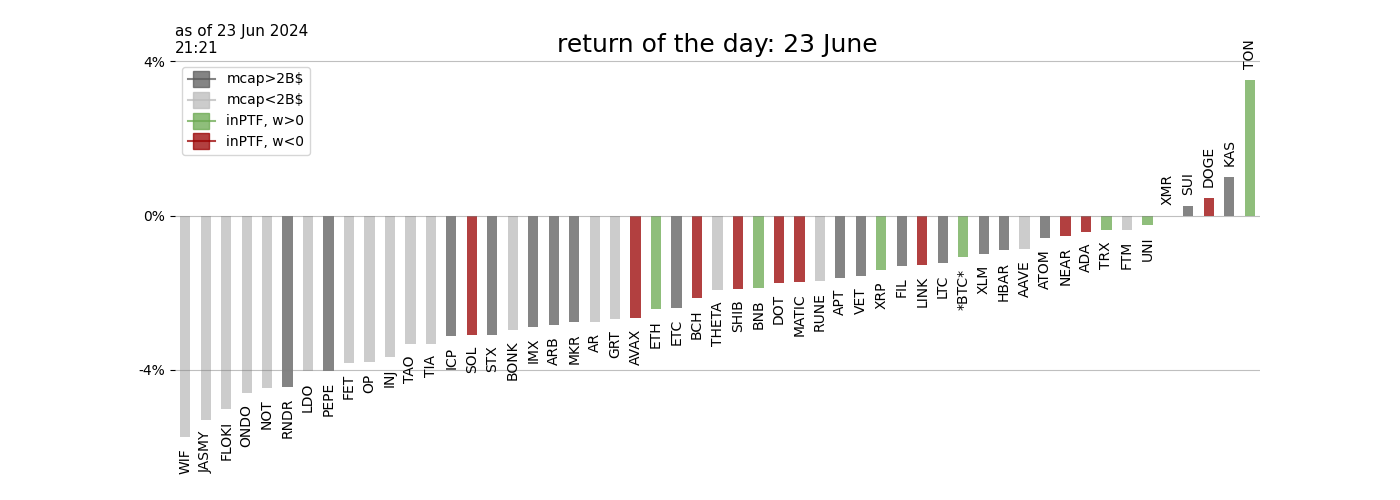 as of 23 Jun 2024
21:21
return of the day: 23 June
4%
0%
-4%
mcap>2B$
mcap<2B$
inPTF, w>0
inPTF, w<0
WIF
JASMY
FLOKI
ONDO
NOT
RNDR
LDO
PEPE
FET
OP
INJ
TAO
TIA
ICP
SOL
STX
BONK
IMX
ARB
MKR
AR
GRT
AVAX
ETH
ETC
BCH
THETA
SHIB
BNB
DOT
MATIC
RUNE
APT
VET
XRP
FIL
LINK
LTC
*BTC*
XLM
HBAR
AAVE
ATOM
NEAR
ADA
TRX
FTM
UNI
XMR
SUI
DOGE
KAS
TON